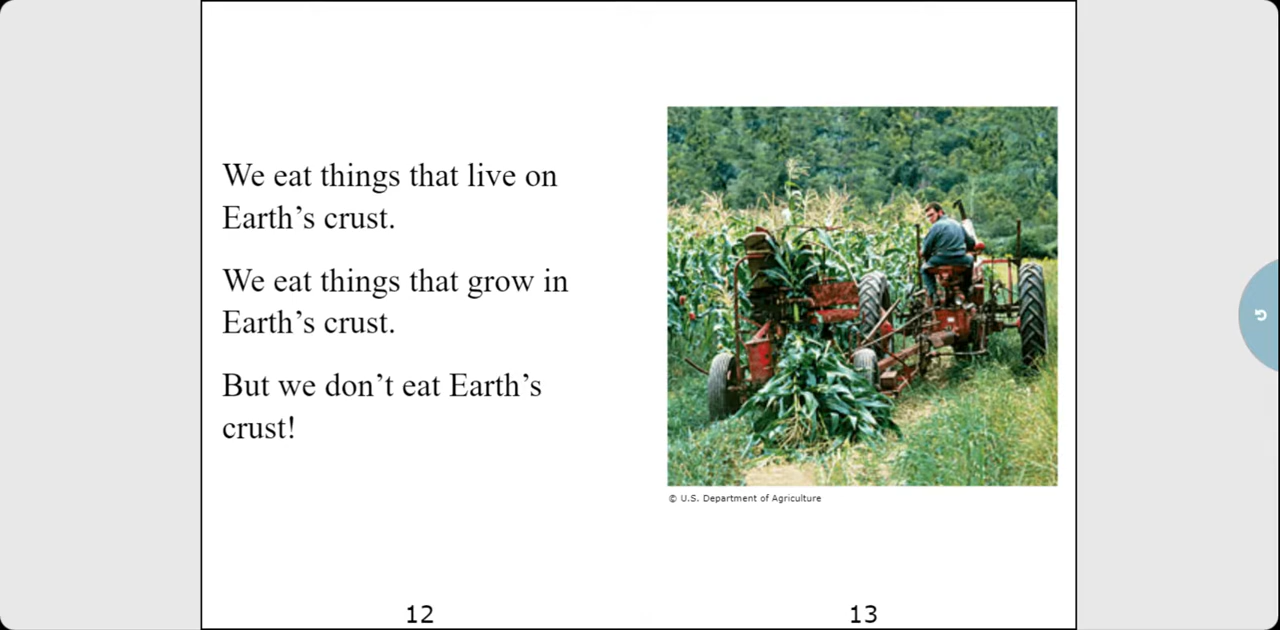 We eat things that live on
Earth’s crust.
We eat things that grow in
Earth’s crust.
But we don’t eat Earth’s
crust!
© U.S. Department of Agriculture
12
13